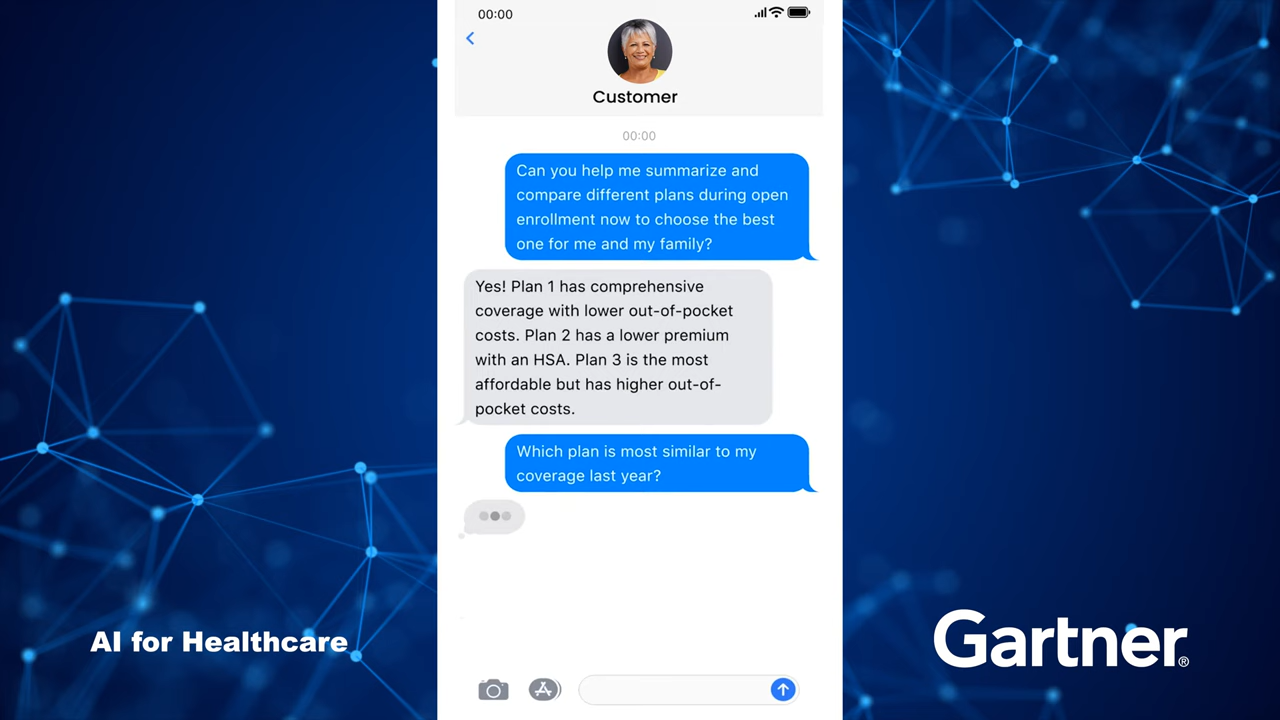 00:00
Customer
00:00
Can you help me summarize and
compare different plans during open
enrollment now to choose the best
one for me and my family?
Yes! Plan 1 has comprehensive
coverage with lower out-of-pocket
costs. Plan 2 has a lower premium
with an HSA. Plan 3 is the most
affordable but has higher out-of-
pocket costs.
Which plan is most similar to my
coverage last year?
AI for Healthcare
Gartner®